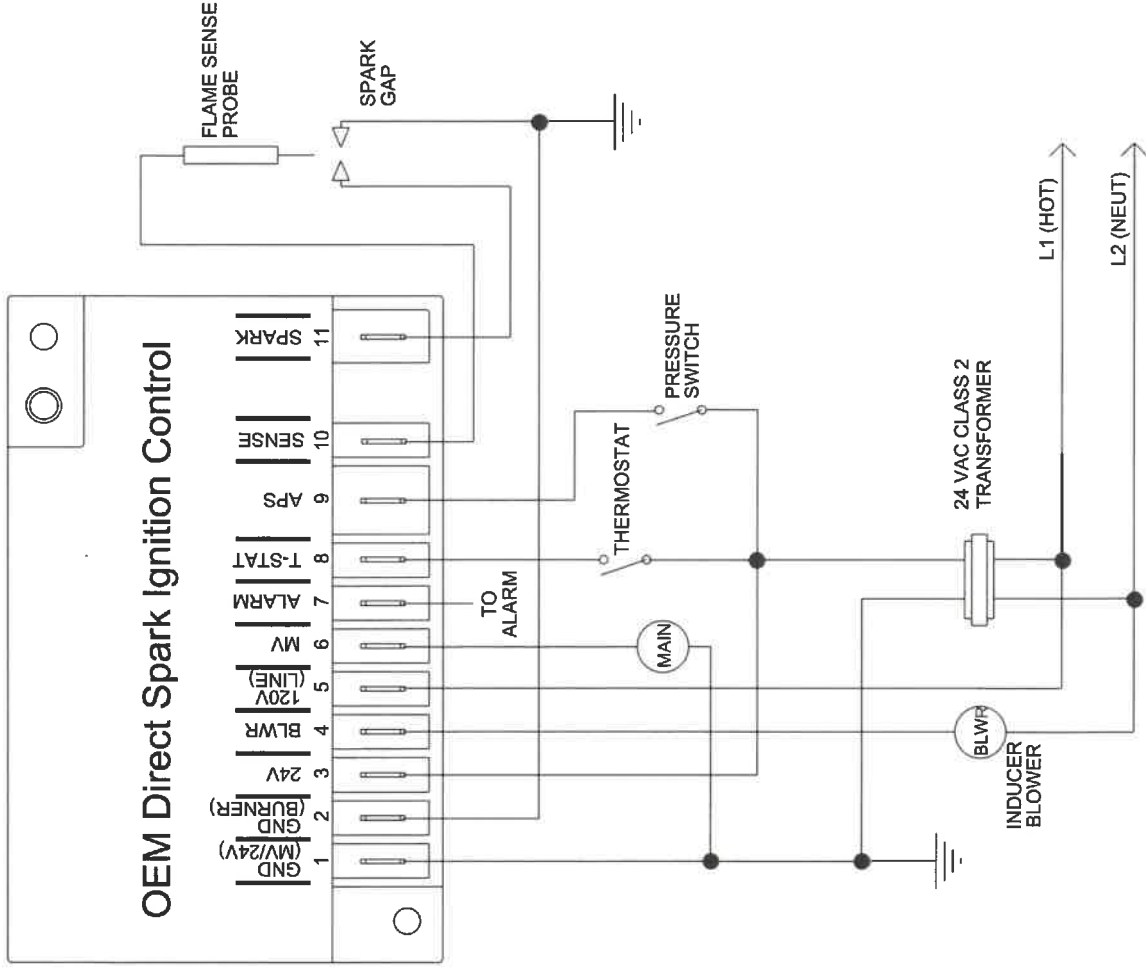 OEM Direct Spark Ignition Control
GND
(MV/24V)
1
GND
(BURNER)
2
24V
3
BLWR
4
120V
(LINE)
5
MV
6
ALARM
7
T-STAT
8
APS
9
SENSE
10
SPARK
11
FLAME SENSE
PROBE
SPARK
GAP
TO
ALARM
MAIN
THERMOSTAT
PRESSURE
SWITCH
24 VAC CLASS 2
TRANSFORMER
BLWR
INDUCER
BLOWER
L1 (HOT)
L2 (NEUT)